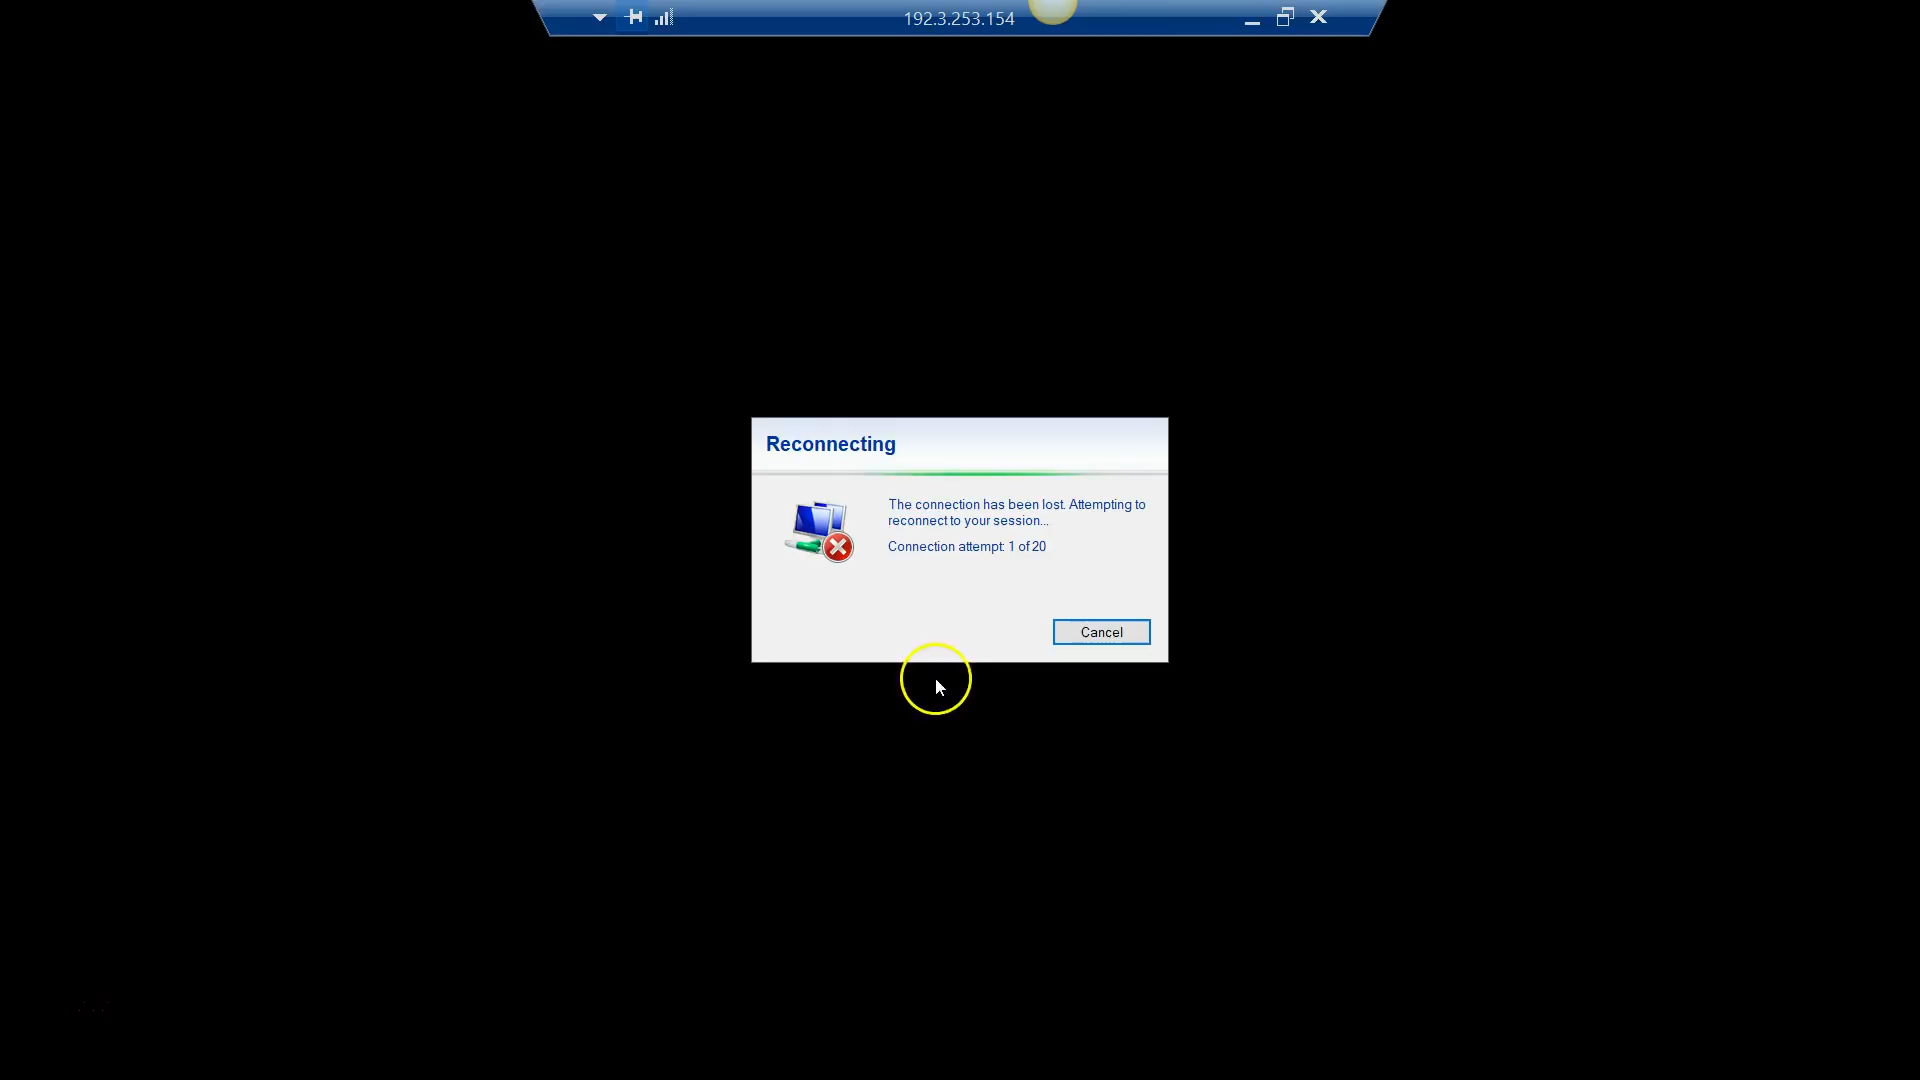 192.3.253.154
Reconnecting
The connection has been lost. Attempting to
reconnect to your session...
Connection attempt: 1 of 20
Cancel